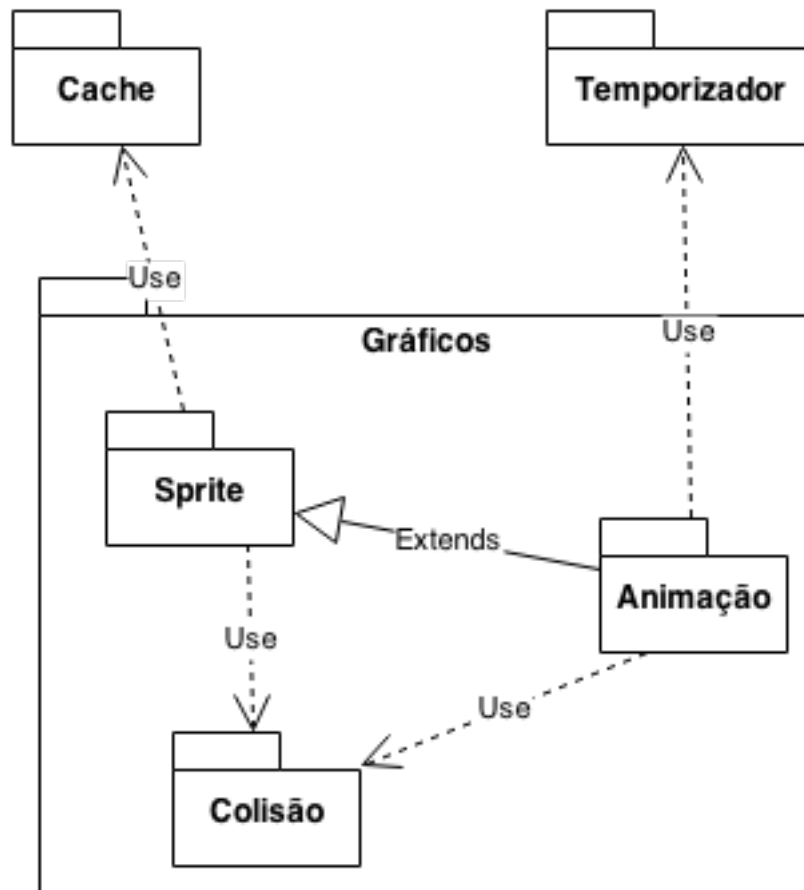 Cache
Temporizador
Use
Gráficos
Use
Sprite
Extends
Animação
Use
Use
Colisão